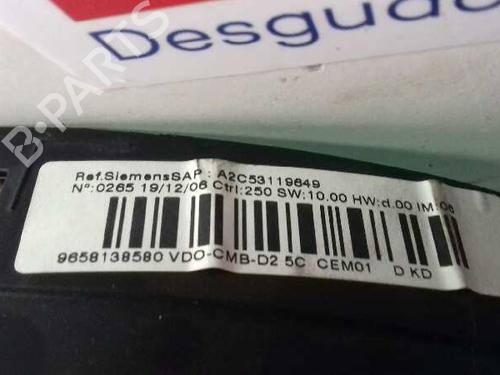 Desgua
B-PARTS
Ref.SiemensSAP : A2C53119649
Nº:0265 19/12/06 Ctrl:250 SW:10.00 HW:d.00 IM:06
9658138580 VDO-CMB-D2 5C CEM01 D KD